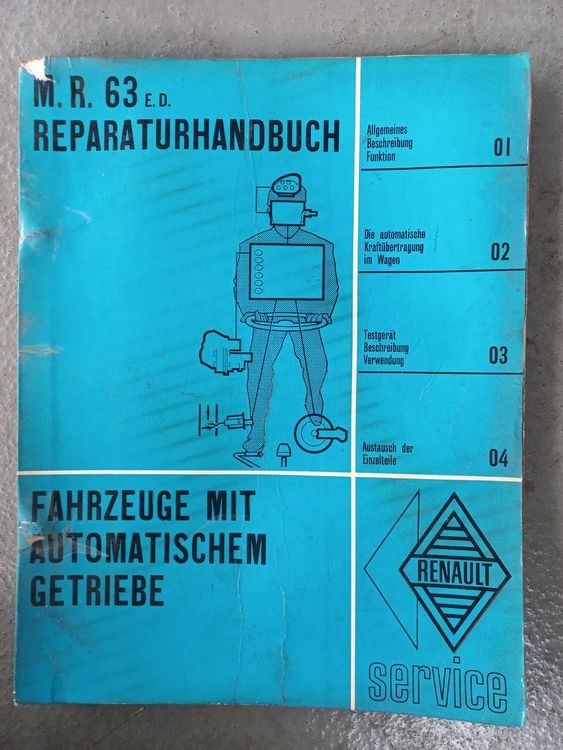 M. R. 63 E. D.
REPARATURHANDBUCH
Allgemeines
Beschreibung
Funktion
01
Die automatische
Kraftübertragung
im Wagen
02
Testgerät
Beschreibung
Verwendung
03
Austausch der
Einzelteile
04
FAHRZEUGE MIT
AUTOMATISCHEM
GETRIEBE
RENAULT
service